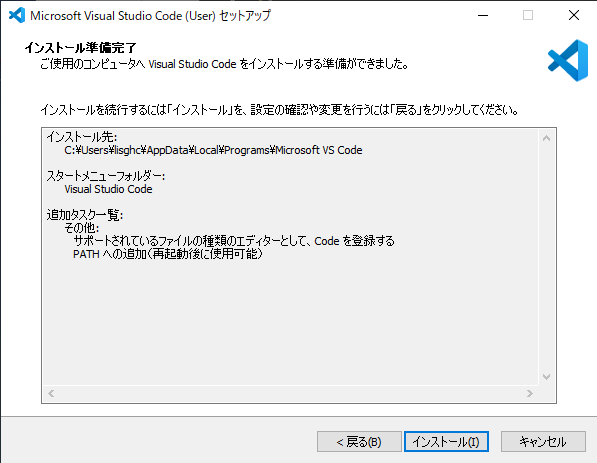 Microsoft Visual Studio Code (User) セットアップ
インストール準備完了
ご使用のコンピュータへ Visual Studio Code をインストールする準備ができました。
インストールを続行するには「インストール」を、設定の確認や変更を行うには「戻る」をクリックしてください。
インストール先:
C:¥Users¥lisghc¥AppData¥Local¥Programs¥Microsoft VS Code
スタートメニューフォルダー:
Visual Studio Code
追加タスク一覧:
その他:
サポートされているファイルの種類のエディターとして、Code を登録する
PATH への追加（再起動後に使用可能）
< 戻る(B)
インストール(I)
キャンセル